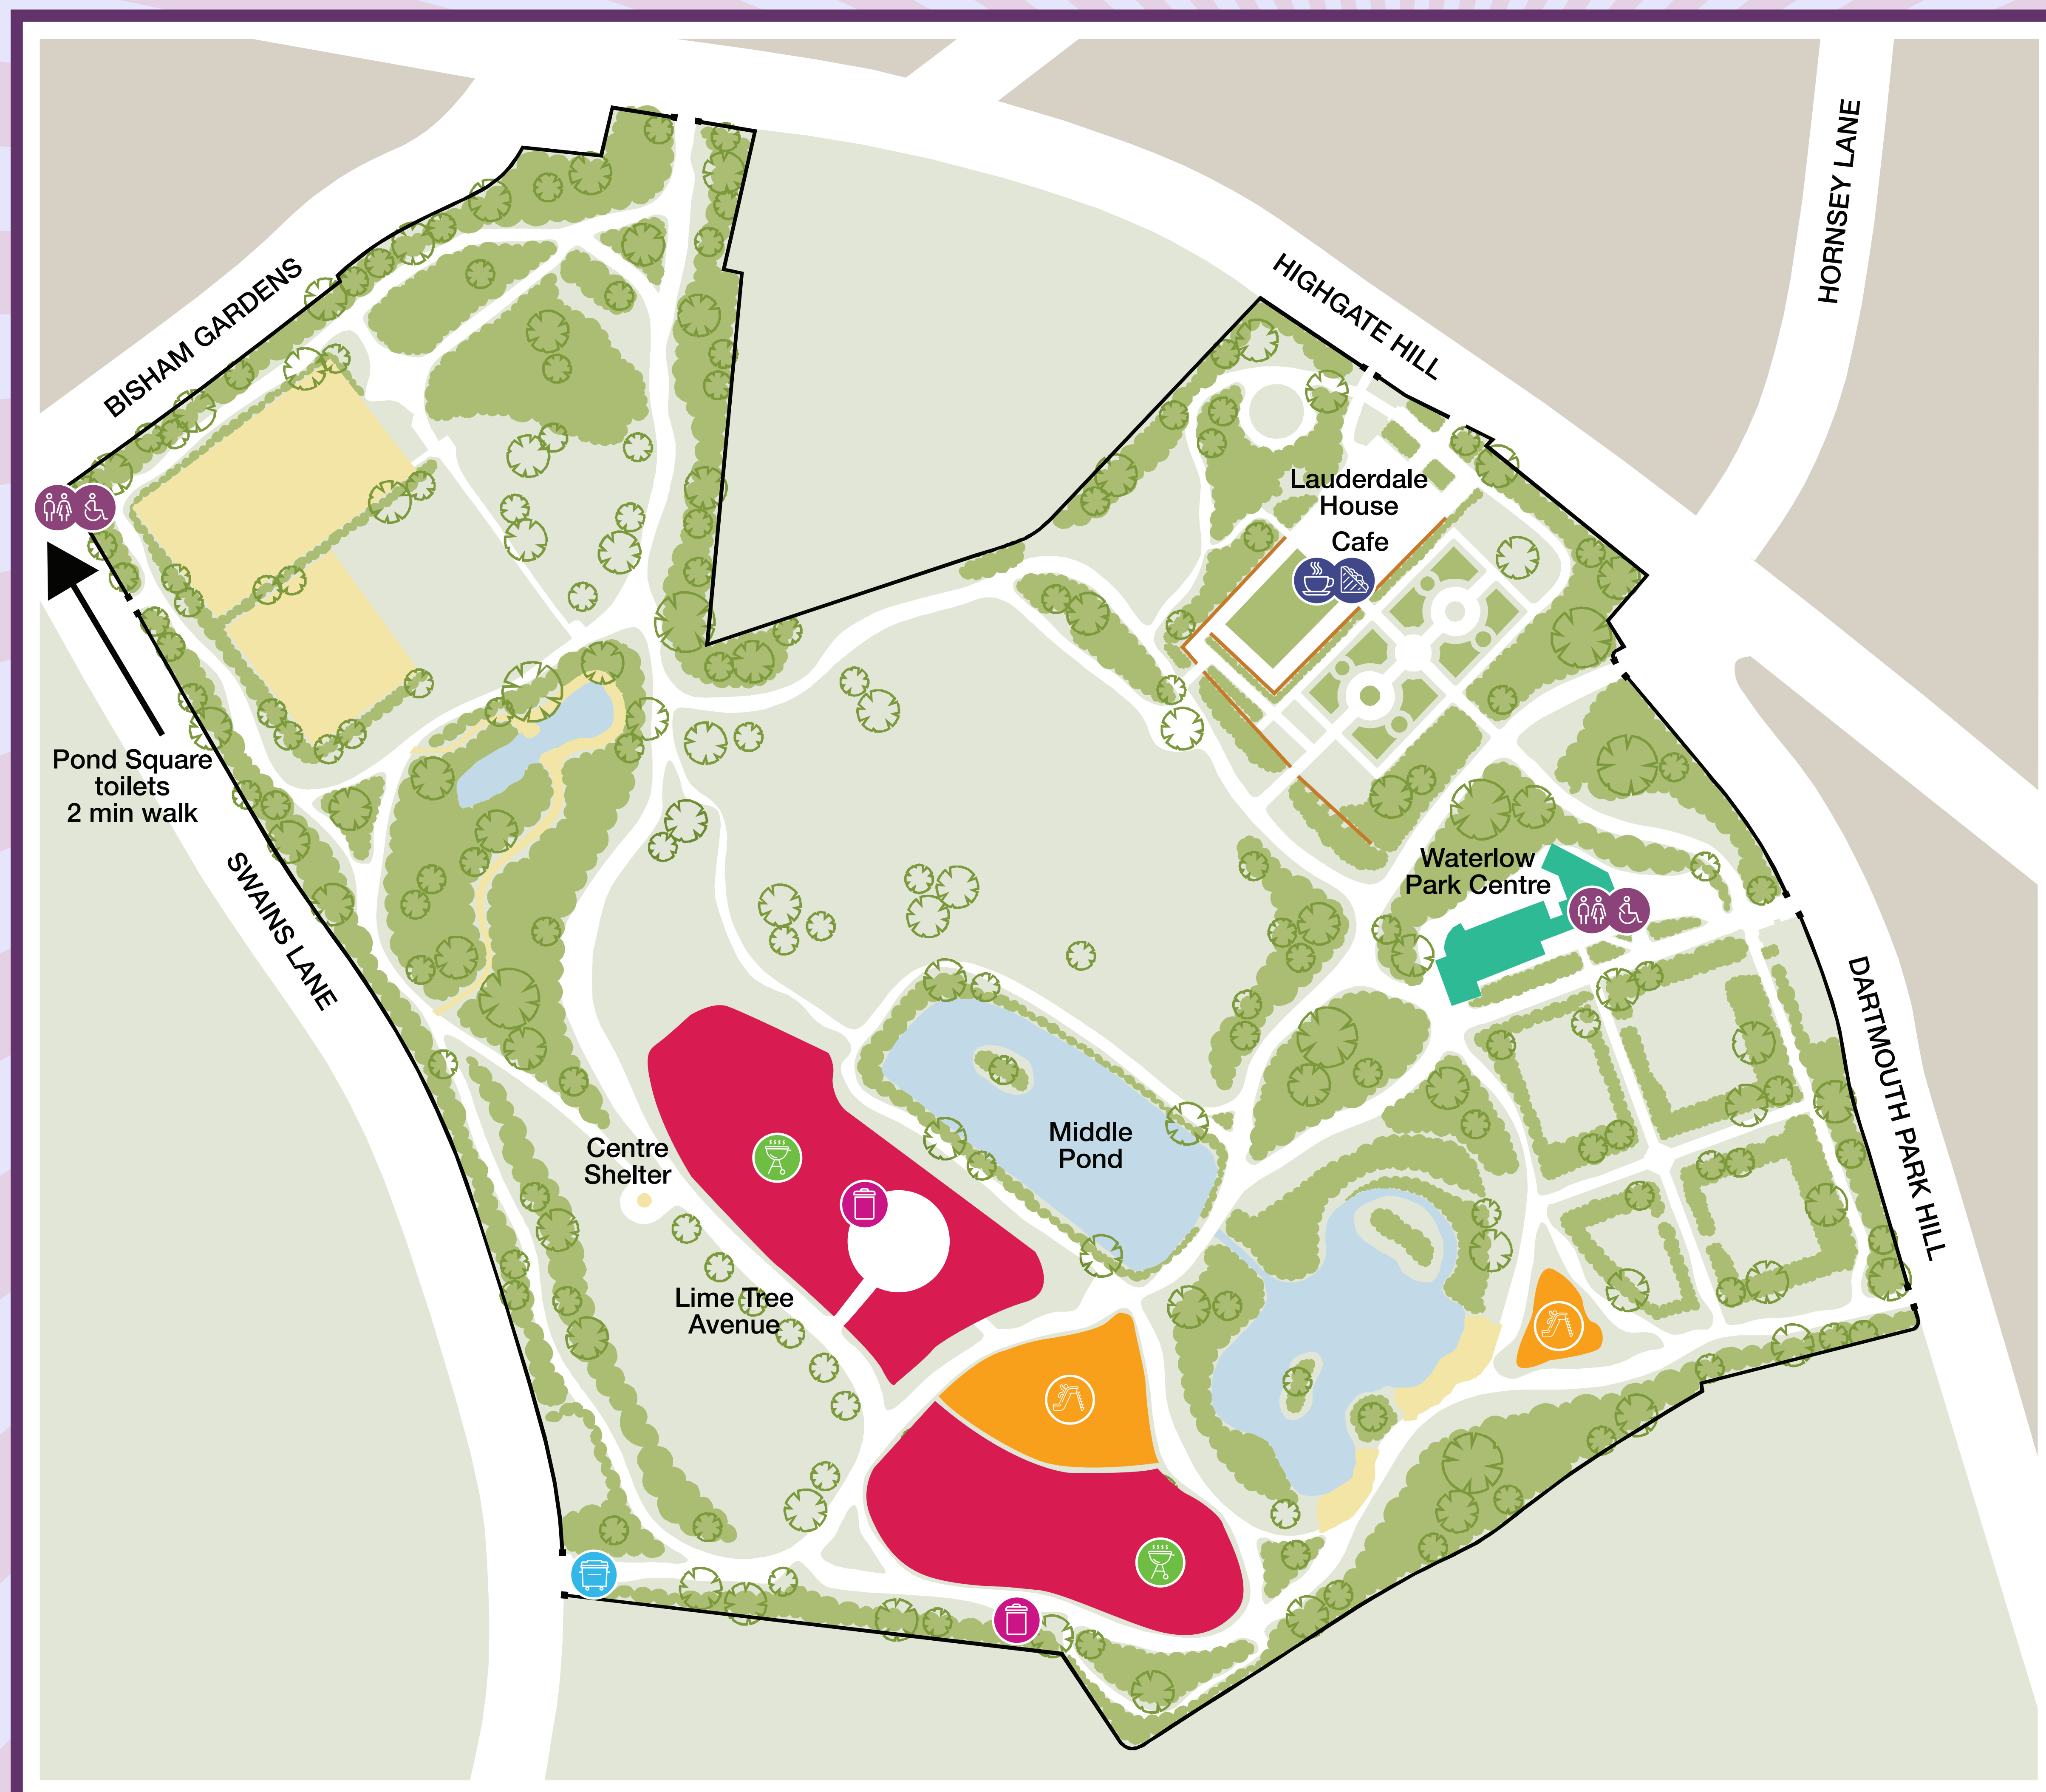 HORNSEY LANE
HIGHGATE HILL
BISHAM GARDENS
Lauderdale
House
Cafe
Pond Square
toilets
2 min walk
SWAINS LANE
Waterlow
Park Centre
DARTMOUTH PARK HILL
Middle
Pond
Centre
Shelter
Lime Tree
Avenue